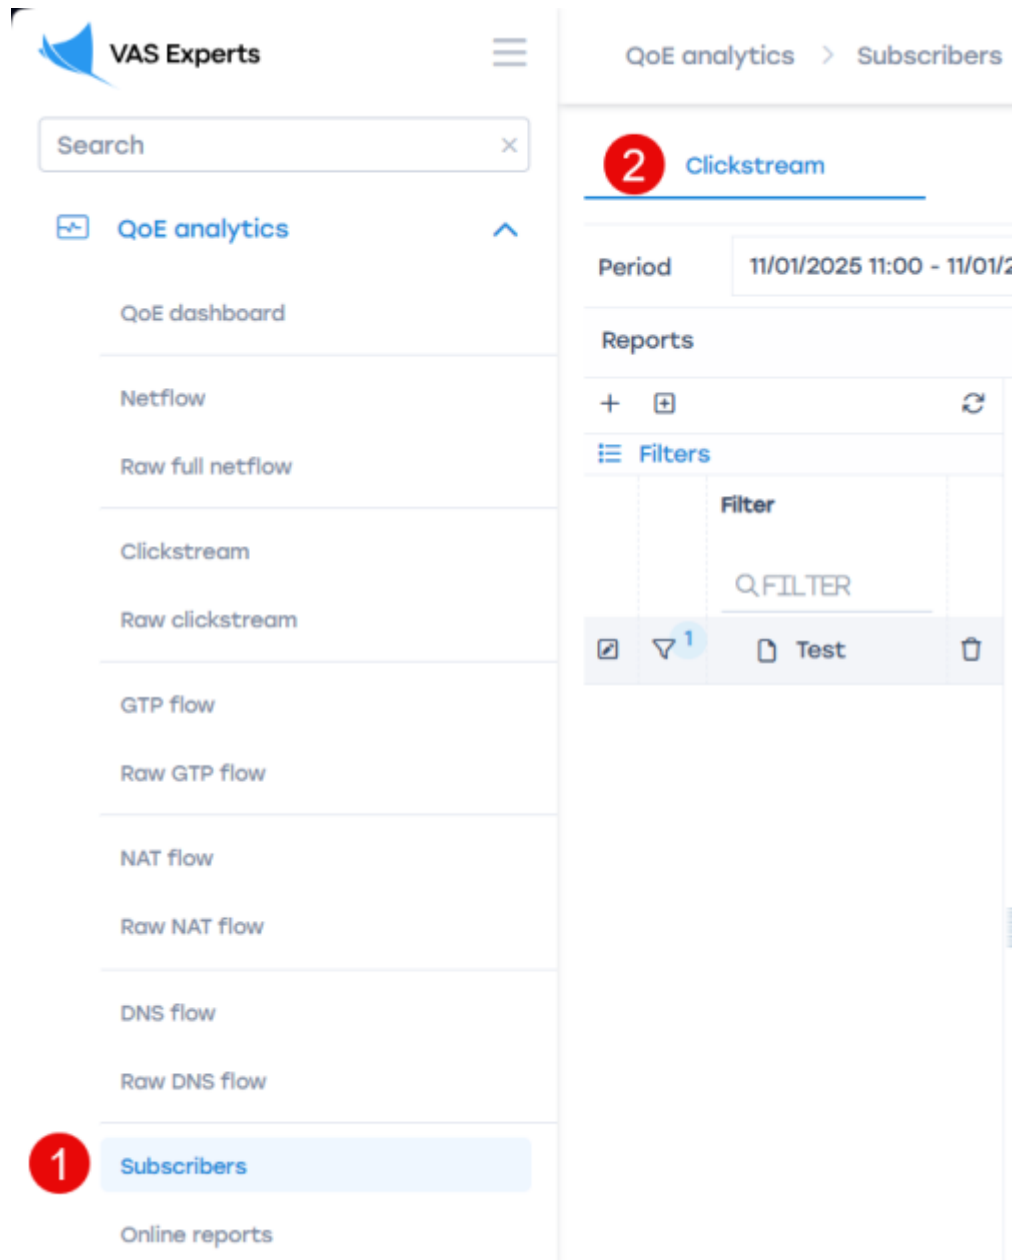 VAS Experts
Search
QoE analytics
QoE dashboard
Netflow
Raw full netflow
Clickstream
Raw clickstream
GTP flow
Raw GTP flow
NAT flow
Raw NAT flow
DNS flow
Raw DNS flow
1 Subscribers
Online reports
QoE analytics > Subscribers
2 Clickstream
Period 11/01/2025 11:00 - 11/01/2
Reports
Filters
Filter
FILTER
1 Test